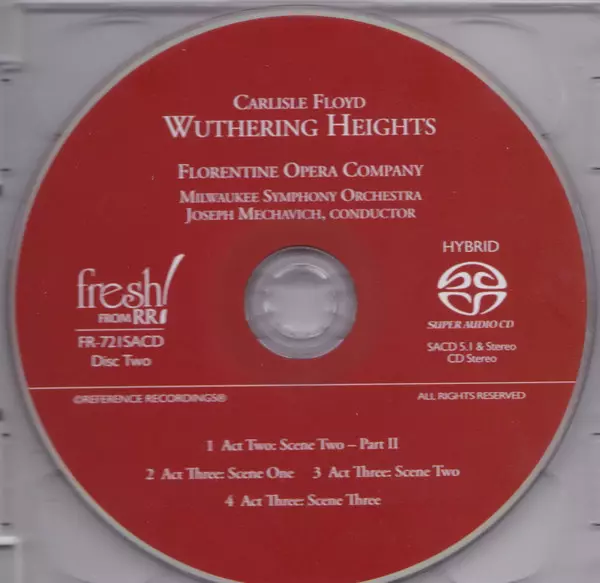 CARLISLE FLOYD
WUTHERING HEIGHTS
FLORENTINE OPERA COMPANY
MILWAUKEE SYMPHONY ORCHESTRA
JOSEPH MECHAVICH, CONDUCTOR
fresh!
FROM RR
FR-721SACD
Disc Two
HYBRID
SUPER AUDIO CD
SACD 5.1 & Stereo
CD Stereo
©REFERENCE RECORDINGS®
ALL RIGHTS RESERVED
1 ACT TWO: SCENE TWO – PART II
2 ACT THREE: SCENE ONE 3 ACT THREE: SCENE TWO
4 ACT THREE: SCENE THREE